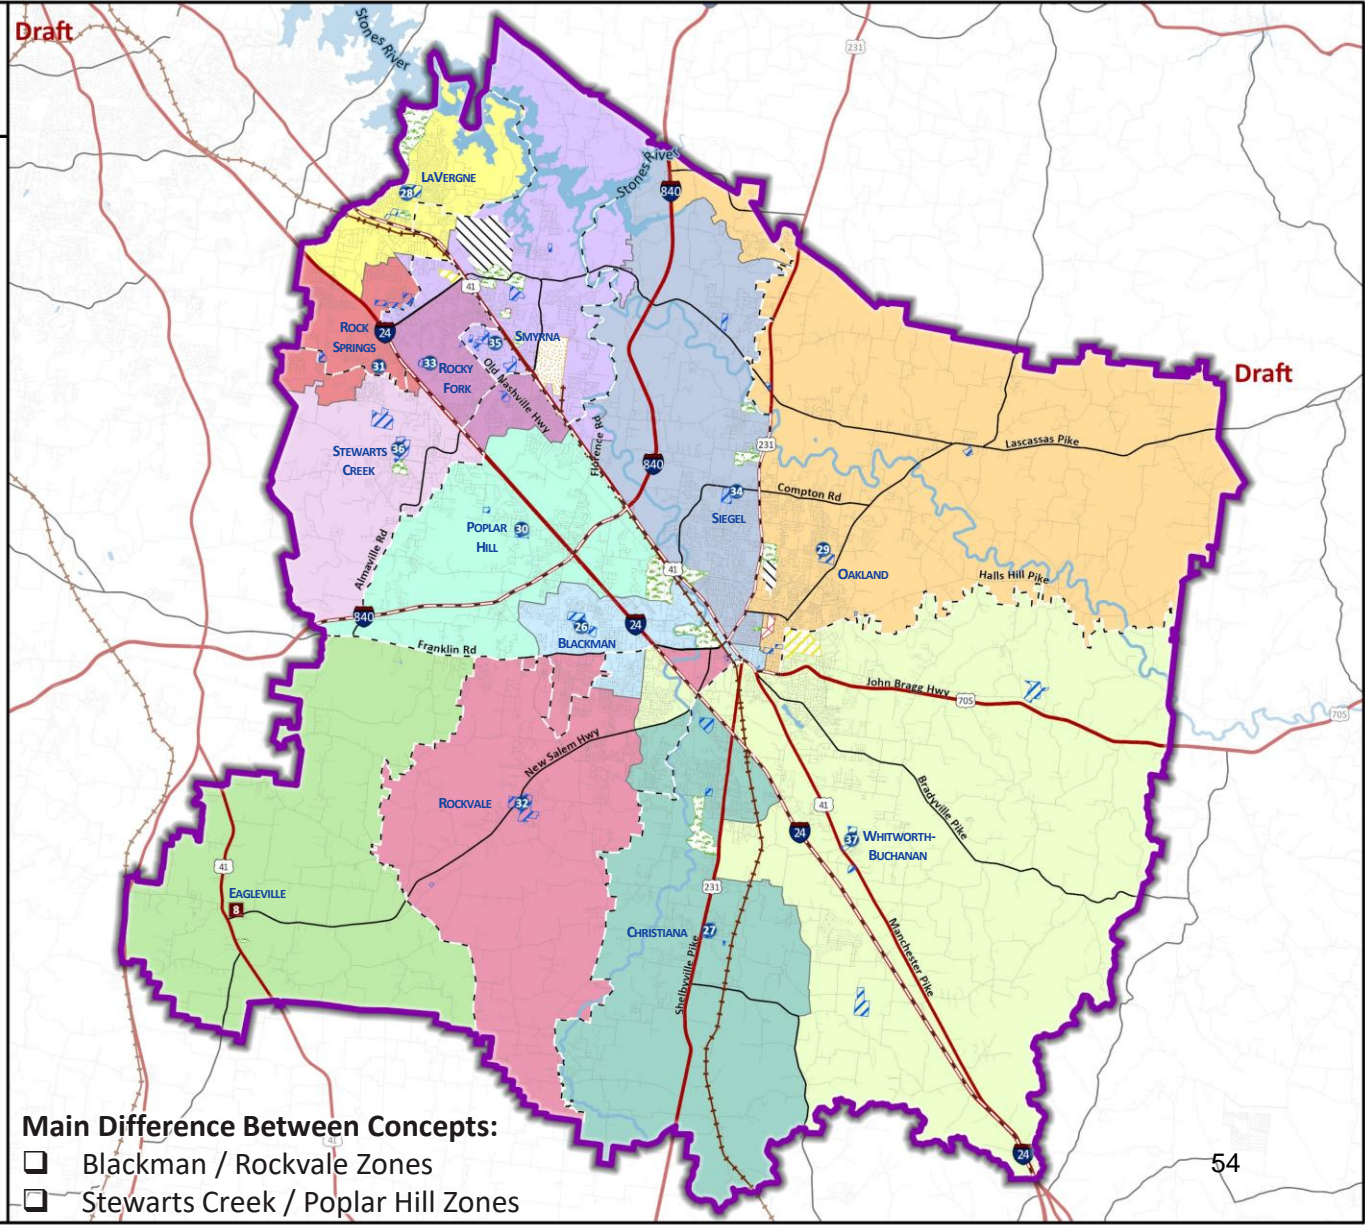 Draft
Stones River
231
840
Stones River
LAVERGNE
28
41
ROCK
SPRINGS
24
31
33
ROCKY
FORK
35
SMYRNA
Old Nashville Hwy
Draft
STEWARTS
CREEK
36
Florence Rd
840
231
Lascassas Pike
Compton Rd
34
SIEGEL
POPLAR
HILL
30
29
OAKLAND
Almaville Rd
41
Halls Hill Pike
840
26
BLACKMAN
24
Franklin Rd
John Bragg Hwy
70S
70S
New Salem Hwy
ROCKVALE
32
Bradyville Pike
41
24
37
WHITWORTH-
BUCHANAN
41
EAGLEVILLE
8
231
CHRISTIANA
27
Shelbyville Pike
Manchester Pike
Main Difference Between Concepts:
❑ Blackman / Rockvale Zones
❑ Stewarts Creek / Poplar Hill Zones
41
24
54